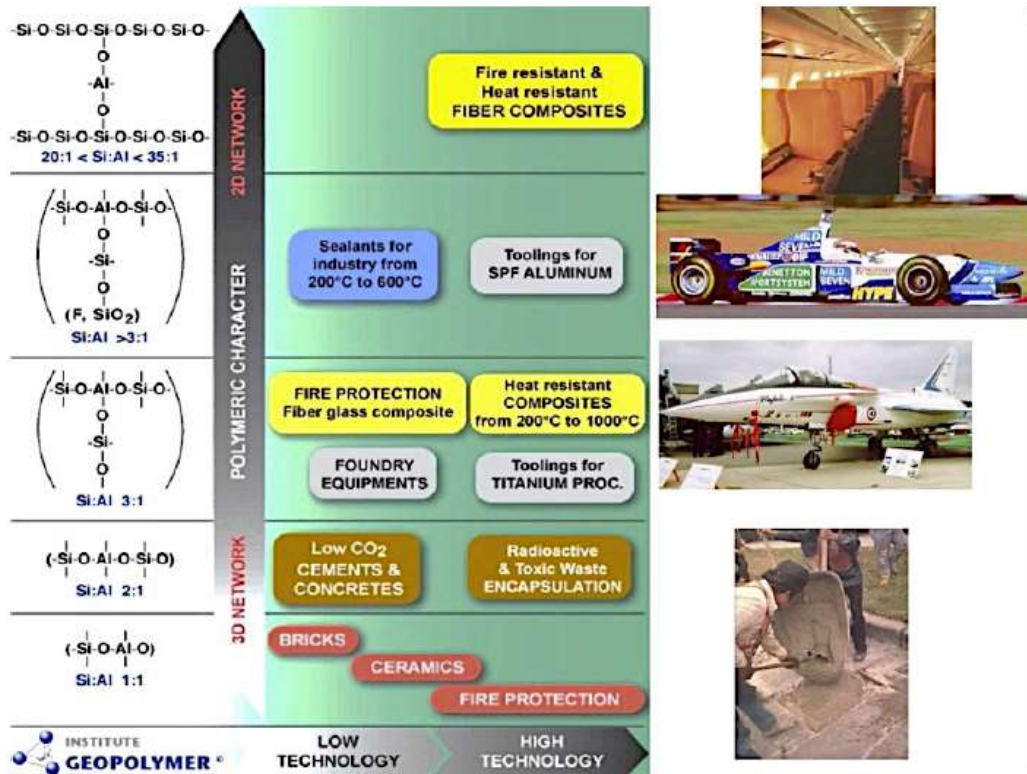 -Si-O-Si-O-Si-O-Si-O-Si-O-
O
-Al-
O
-Si-O-Si-O-Si-O-Si-O-Si-O-
20:1 < Si:Al < 35:1
-Si-O-Al-O-Si-O-
O
-Si-
O
(F, SiO2)
Si:Al >3:1
-Si-O-Al-O-Si-O-
O
-Si-
O
Si:Al 3:1
(-Si-O-Al-O-Si-O)
Si:Al 2:1
(-Si-O-Al-O)
Si:Al 1:1
2D NETWORK
POLYMERIC CHARACTER
3D NETWORK
Fire resistant &
Heat resistant
FIBER COMPOSITES
Sealants for
industry from
200°C to 600°C
Toolings for
SPF ALUMINUM
FIRE PROTECTION
Fiber glass composite
Heat resistant
COMPOSITES
from 200°C to 1000°C
FOUNDRY
EQUIPMENTS
Toolings for
TITANIUM PROC.
Low CO2
CEMENTS &
CONCRETES
Radioactive
& Toxic Waste
ENCAPSULATION
BRICKS
CERAMICS
FIRE PROTECTION
INSTITUTE
GEOPOLYMER®
LOW
TECHNOLOGY
HIGH
TECHNOLOGY
MILD
SEVEN
BENETTON
SPORTSYSTEM
MILD
SEVEN
HYPE